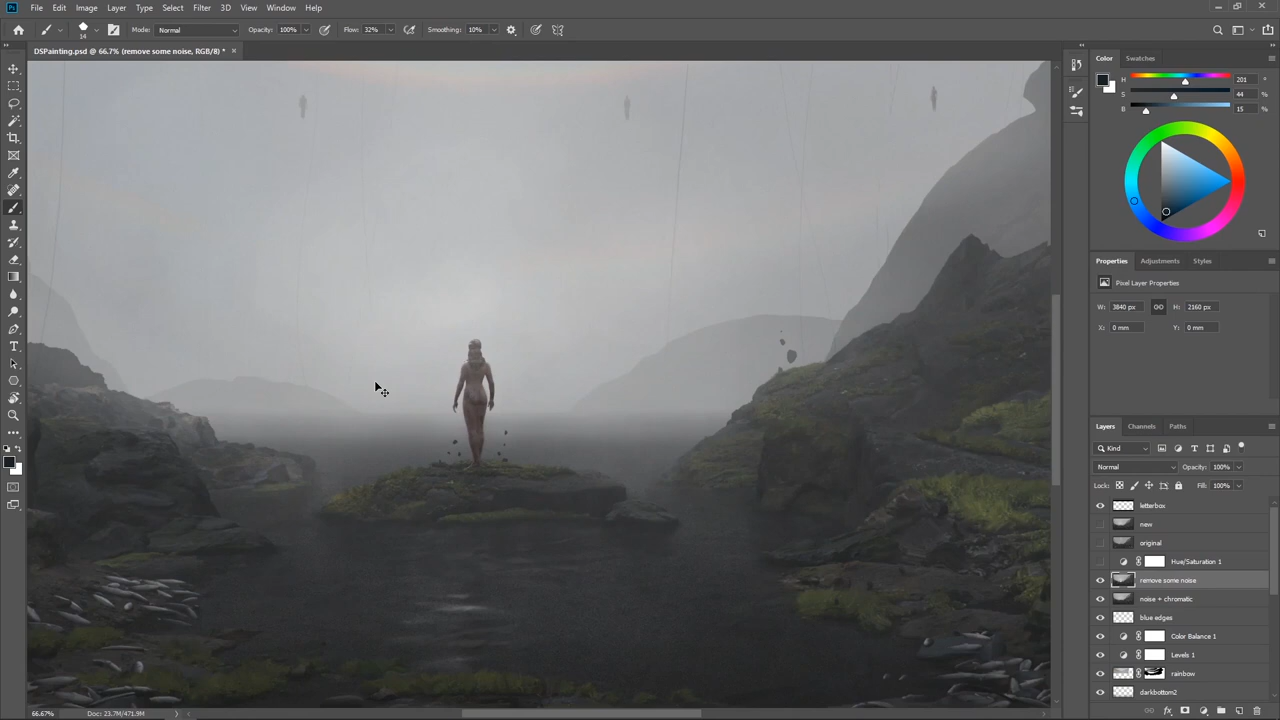 Ps File Edit Image Layer Type Select Filter 3D View Window Help
14 Mode: Normal Opacity: 100% Flow: 32% Smoothing: 10%
DSPainting.psd @ 66.7% (remove some noise, RGB/8) * ×
Color Swatches
H 201 °
S 44 %
B 15 %
Properties Adjustments Styles
Pixel Layer Properties
W: 3840 px H: 2160 px
X: 0 mm Y: 0 mm
Layers Channels Paths
Kind
Normal Opacity: 100%
Lock: Fill: 100%
letterbox
new
original
Hue/Saturation 1
remove some noise
noise + chromatic
blue edges
Color Balance 1
Levels 1
rainbow
darkbottom2
66.67% Doc: 23.7M/471.9M